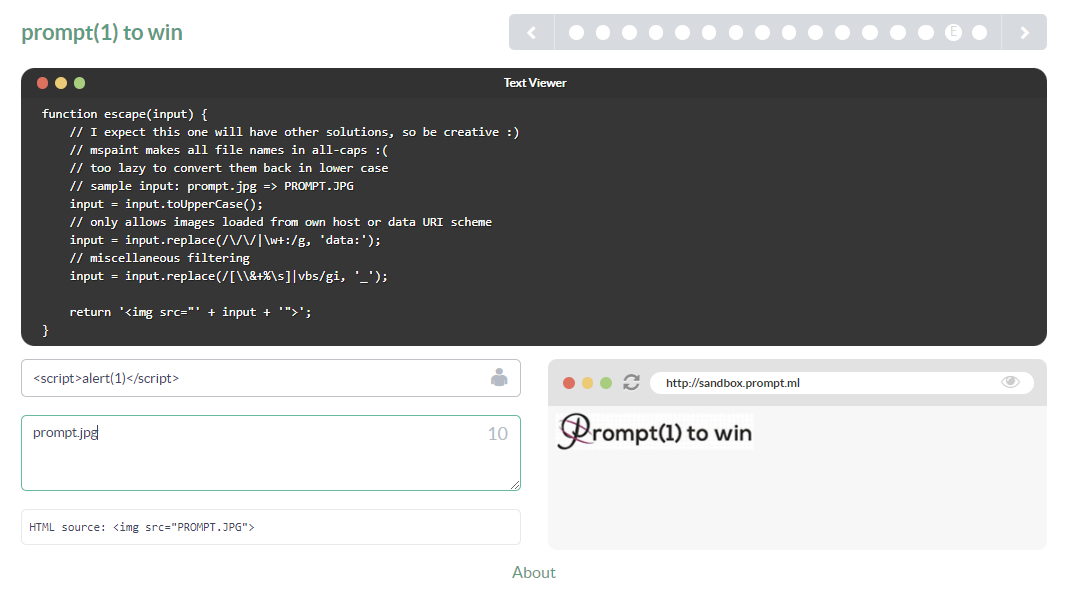 prompt(1) to win
E
Text Viewer
function escape(input) {
    // I expect this one will have other solutions, so be creative :)
    // mspaint makes all file names in all-caps :(
    // too lazy to convert them back in lower case
    // sample input: prompt.jpg => PROMPT.JPG
    input = input.toUpperCase();
    // only allows images loaded from own host or data URI scheme
    input = input.replace(/\/\/|\w+:/g, 'data:');
    // miscellaneous filtering
    input = input.replace(/[\\&+%\s]|vbs/gi, '_');
    return '<img src="' + input + '">';
}
<script>alert(1)</script>
prompt.jpg
10
HTML source: <img src="PROMPT.JPG">
http://sandbox.prompt.ml
Prompt(1) to win
About